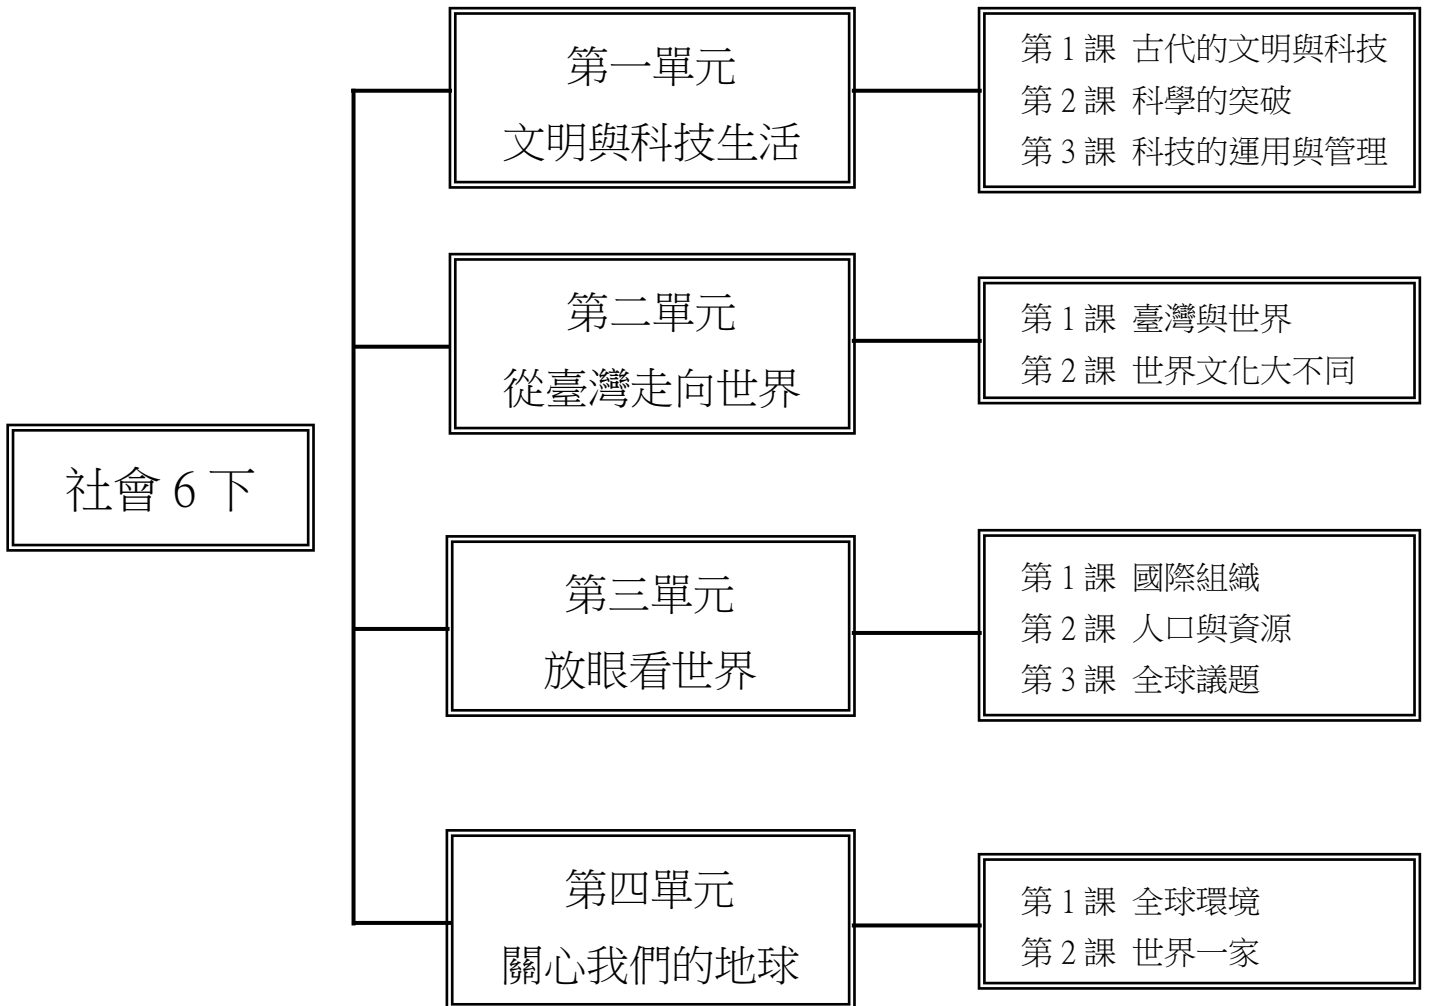 社會6下
第一單元
文明與科技生活
第1課 古代的文明與科技
第2課 科學的突破
第3課 科技的運用與管理
第二單元
從臺灣走向世界
第1課 臺灣與世界
第2課 世界文化大不同
第三單元
放眼看世界
第1課 國際組織
第2課 人口與資源
第3課 全球議題
第四單元
關心我們的地球
第1課 全球環境
第2課 世界一家